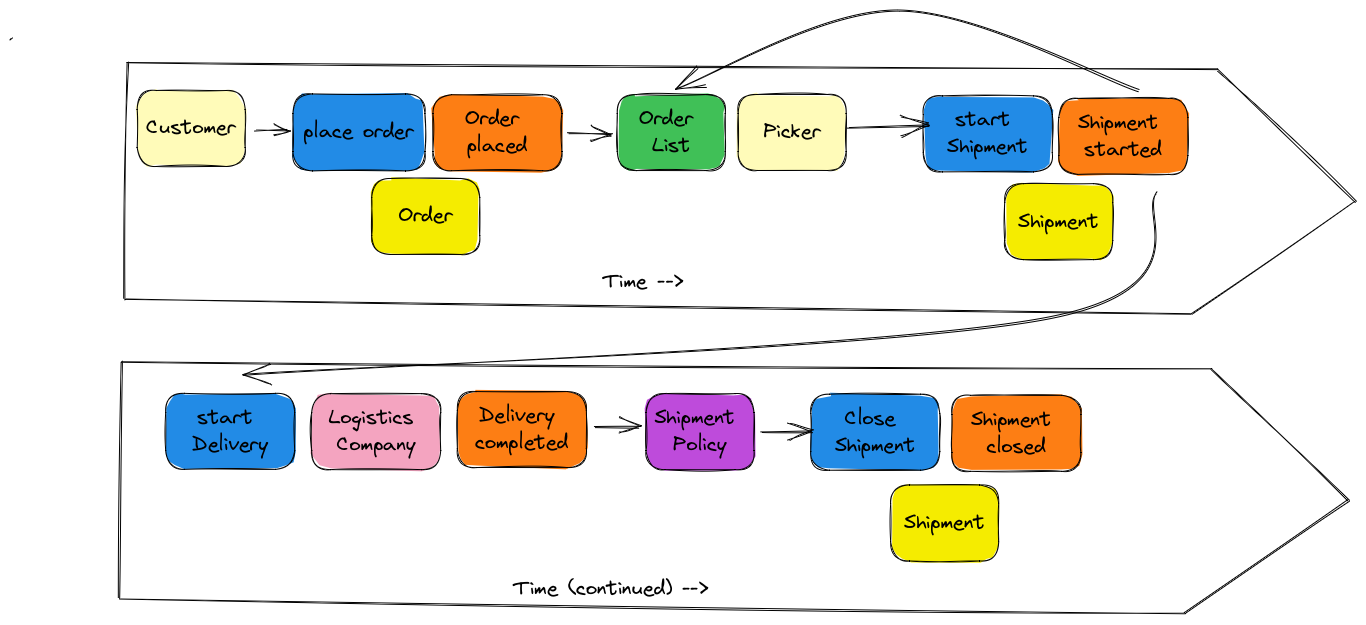 Customer
place order
Order
placed
Order
Order
List
Picker
start
Shipment
Shipment
started
Shipment
Time -->
start
Delivery
Logistics
Company
Delivery
completed
Shipment
Policy
Close
Shipment
Shipment
closed
Shipment
Time (continued) -->